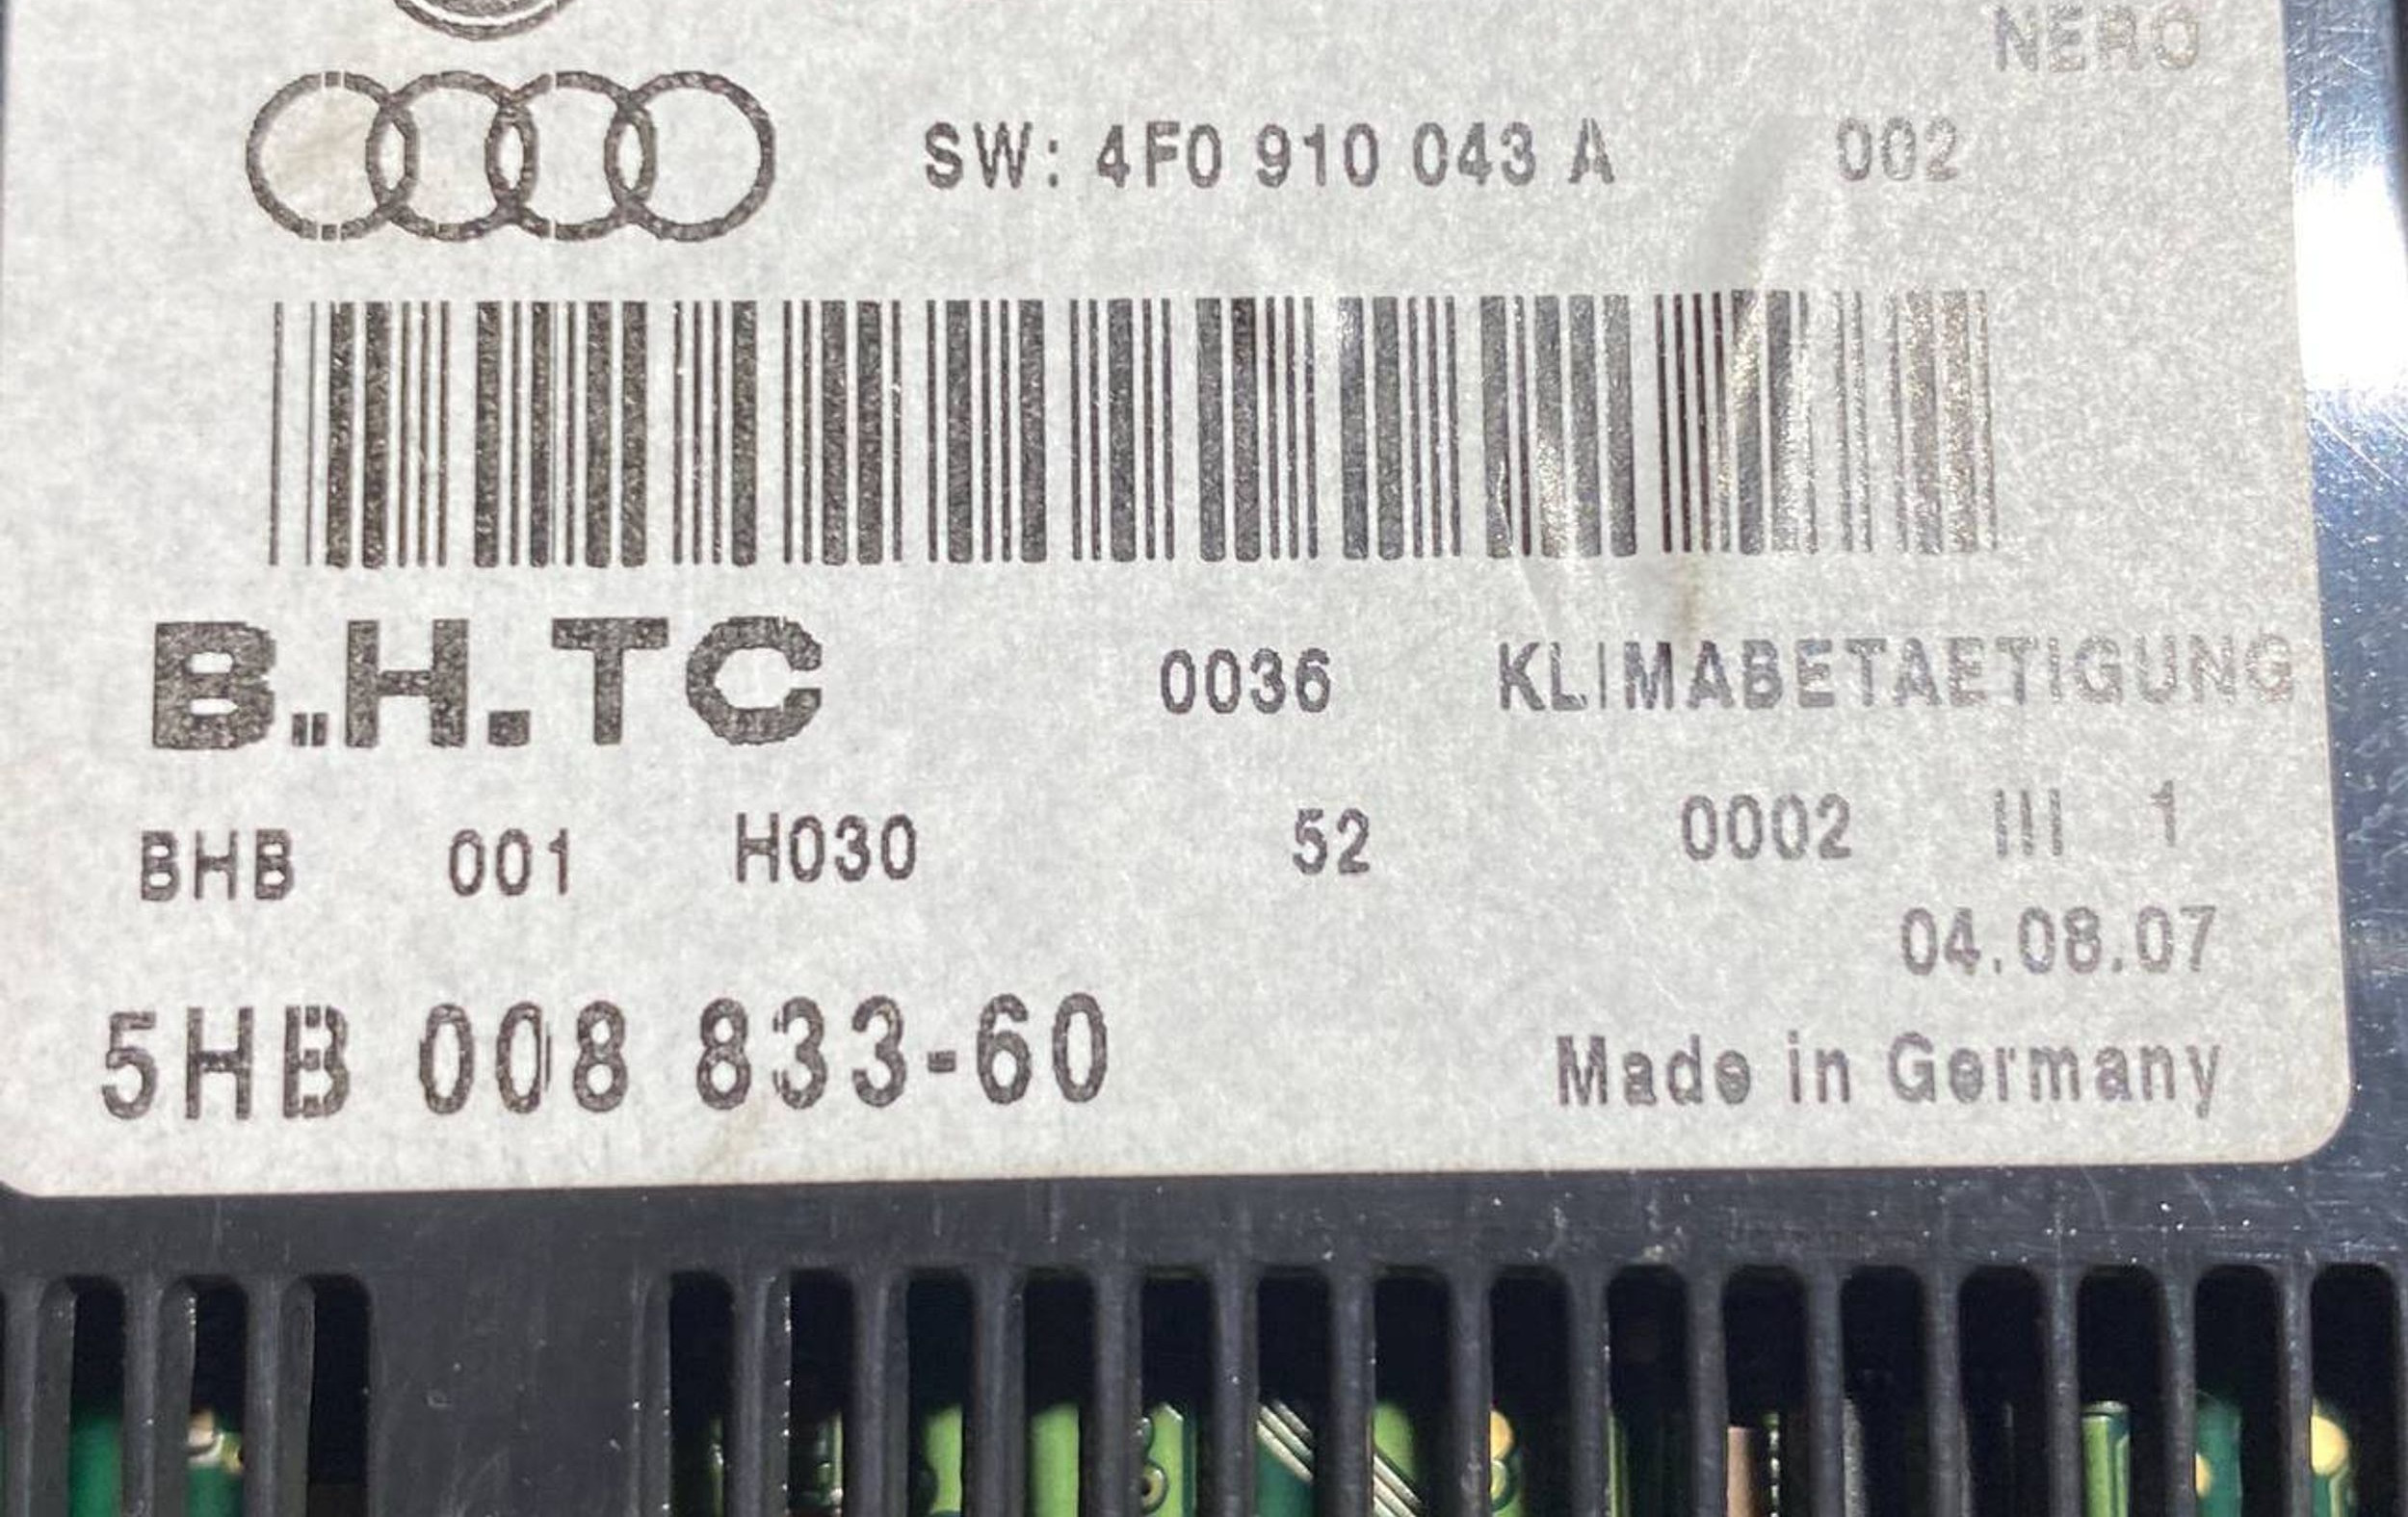 NERO
SW: 4F0 910 043 A 002
B.H.TC 0036 KLIMABETAETIGUNG
BHB 001 H030 52 0002 III 1
04.08.07
5HB 008 833-60 Made in Germany